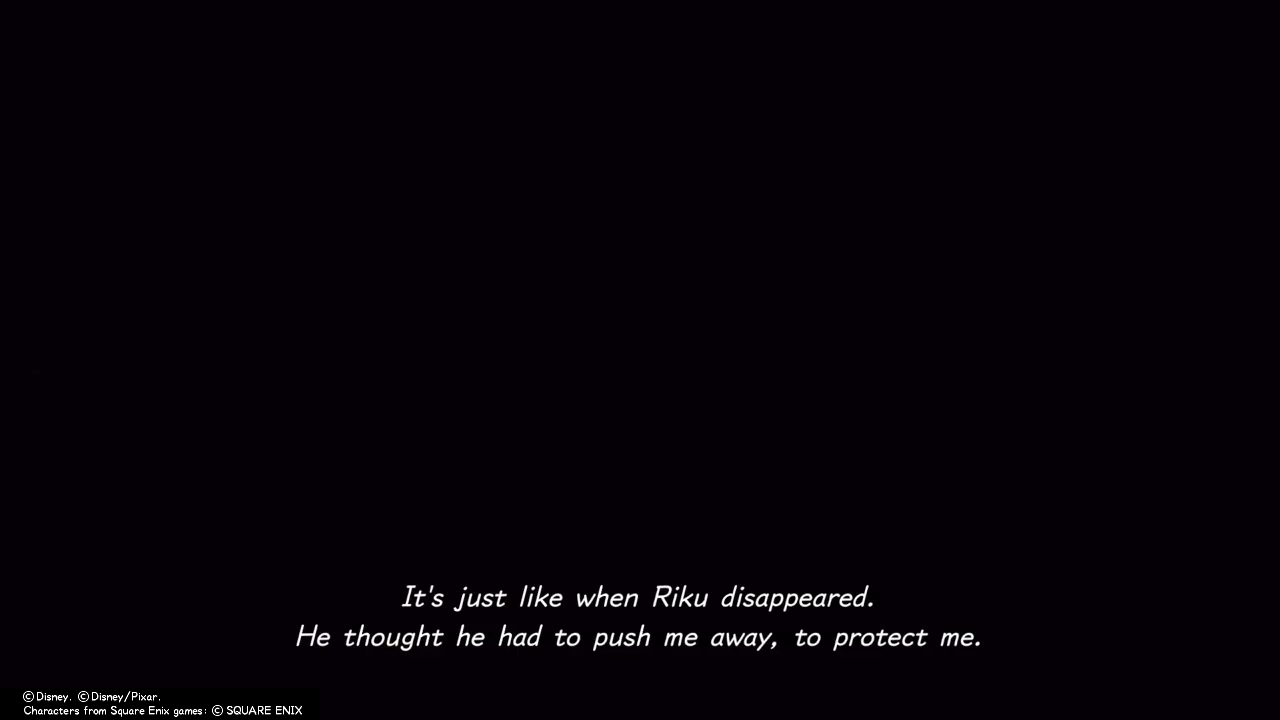 It's just like when Riku disappeared.
He thought he had to push me away, to protect me.
©Disney. ©Disney/Pixar.
Characters from Square Enix games: © SQUARE ENIX